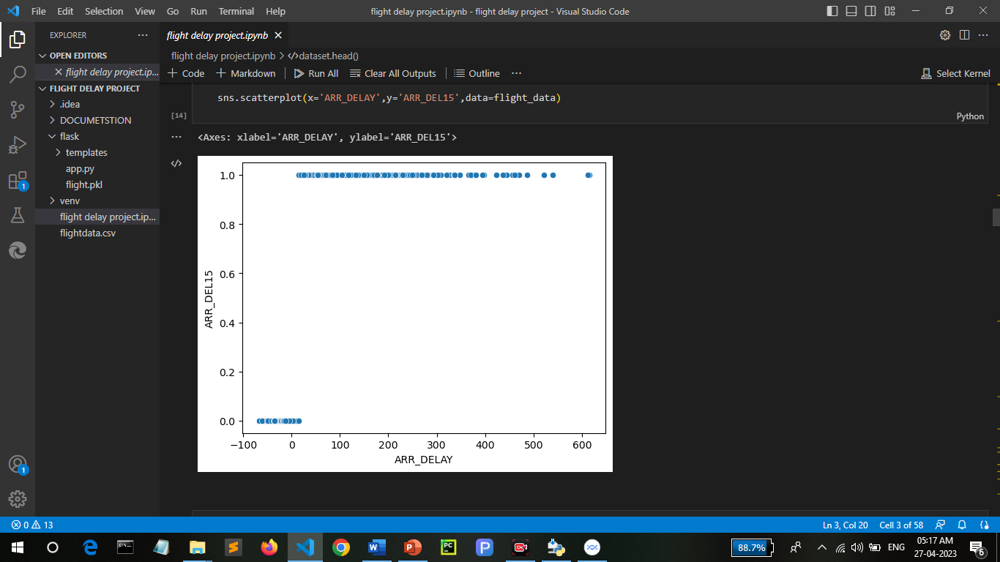 File Edit Selection View Go Run Terminal Help
flight delay project.ipynb - flight delay project - Visual Studio Code
EXPLORER
OPEN EDITORS
flight delay project.ip...
FLIGHT DELAY PROJECT
.idea
DOCUMETSTION
flask
templates
app.py
flight.pkl
venv
flight delay project.ip...
flightdata.csv
1
1
flight delay project.ipynb
flight delay project.ipynb > dataset.head()
+ Code + Markdown Run All Clear All Outputs Outline ...
Select Kernel
sns.scatterplot(x='ARR_DELAY',y='ARR_DEL15',data=flight_data)
[14]
Python
<Axes: xlabel='ARR_DELAY', ylabel='ARR_DEL15'>
1.0
0.8
0.6
0.4
0.2
0.0
ARR_DEL15
−100 0 100 200 300 400 500 600
ARR_DELAY
0 13
Ln 3, Col 20 Cell 3 of 58
W P PC P
88.7%
ENG
05:17 AM
27-04-2023
6